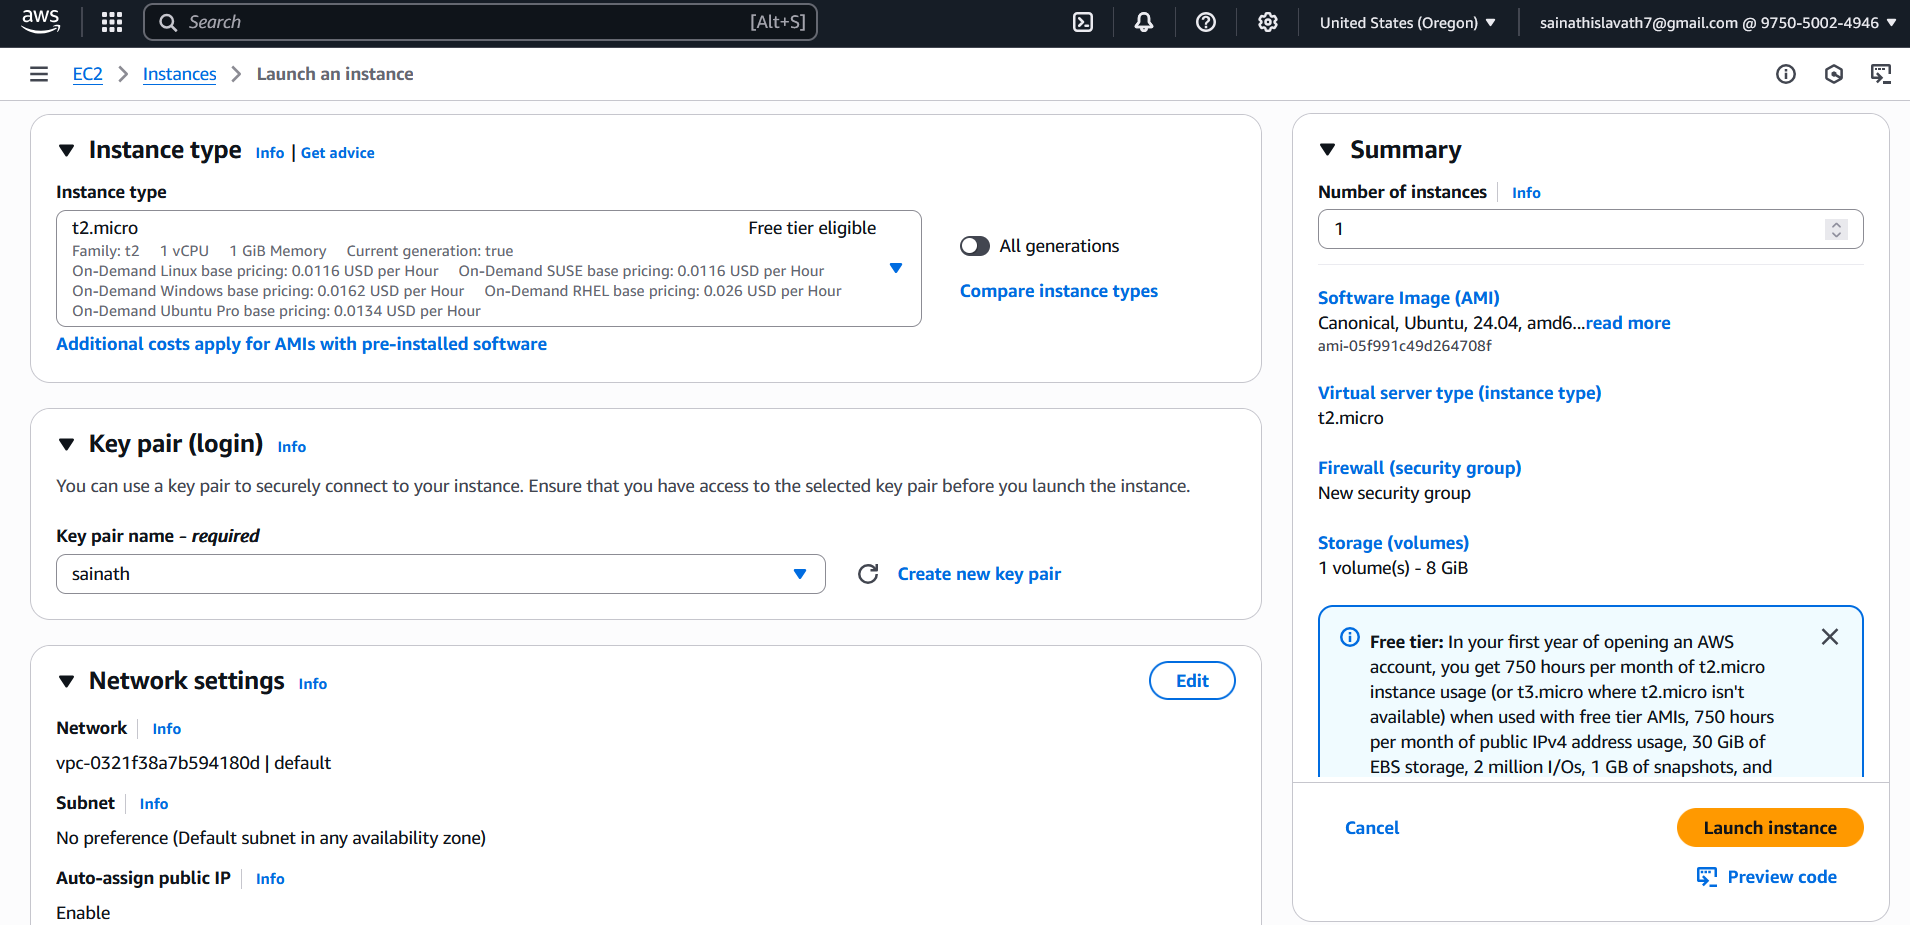 aws
Search
[Alt+S]
United States (Oregon)
sainathislavath7@gmail.com @ 9750-5002-4946
EC2
Instances
Launch an instance
Instance type
Info
Get advice
Instance type
t2.micro
Free tier eligible
Family: t2 1 vCPU 1 GiB Memory Current generation: true
On-Demand Linux base pricing: 0.0116 USD per Hour On-Demand SUSE base pricing: 0.0116 USD per Hour
On-Demand Windows base pricing: 0.0162 USD per Hour On-Demand RHEL base pricing: 0.026 USD per Hour
On-Demand Ubuntu Pro base pricing: 0.0134 USD per Hour
All generations
Compare instance types
Additional costs apply for AMIs with pre-installed software
Key pair (login)
Info
You can use a key pair to securely connect to your instance. Ensure that you have access to the selected key pair before you launch the instance.
Key pair name - required
sainath
Create new key pair
Network settings
Info
Edit
Network
Info
vpc-0321f38a7b594180d | default
Subnet
Info
No preference (Default subnet in any availability zone)
Auto-assign public IP
Info
Enable
Summary
Number of instances
Info
1
Software Image (AMI)
Canonical, Ubuntu, 24.04, amd6...read more
ami-05f991c49d264708f
Virtual server type (instance type)
t2.micro
Firewall (security group)
New security group
Storage (volumes)
1 volume(s) - 8 GiB
Free tier: In your first year of opening an AWS
account, you get 750 hours per month of t2.micro
instance usage (or t3.micro where t2.micro isn't
available) when used with free tier AMIs, 750 hours
per month of public IPv4 address usage, 30 GiB of
EBS storage, 2 million I/Os, 1 GB of snapshots, and
Cancel
Launch instance
Preview code